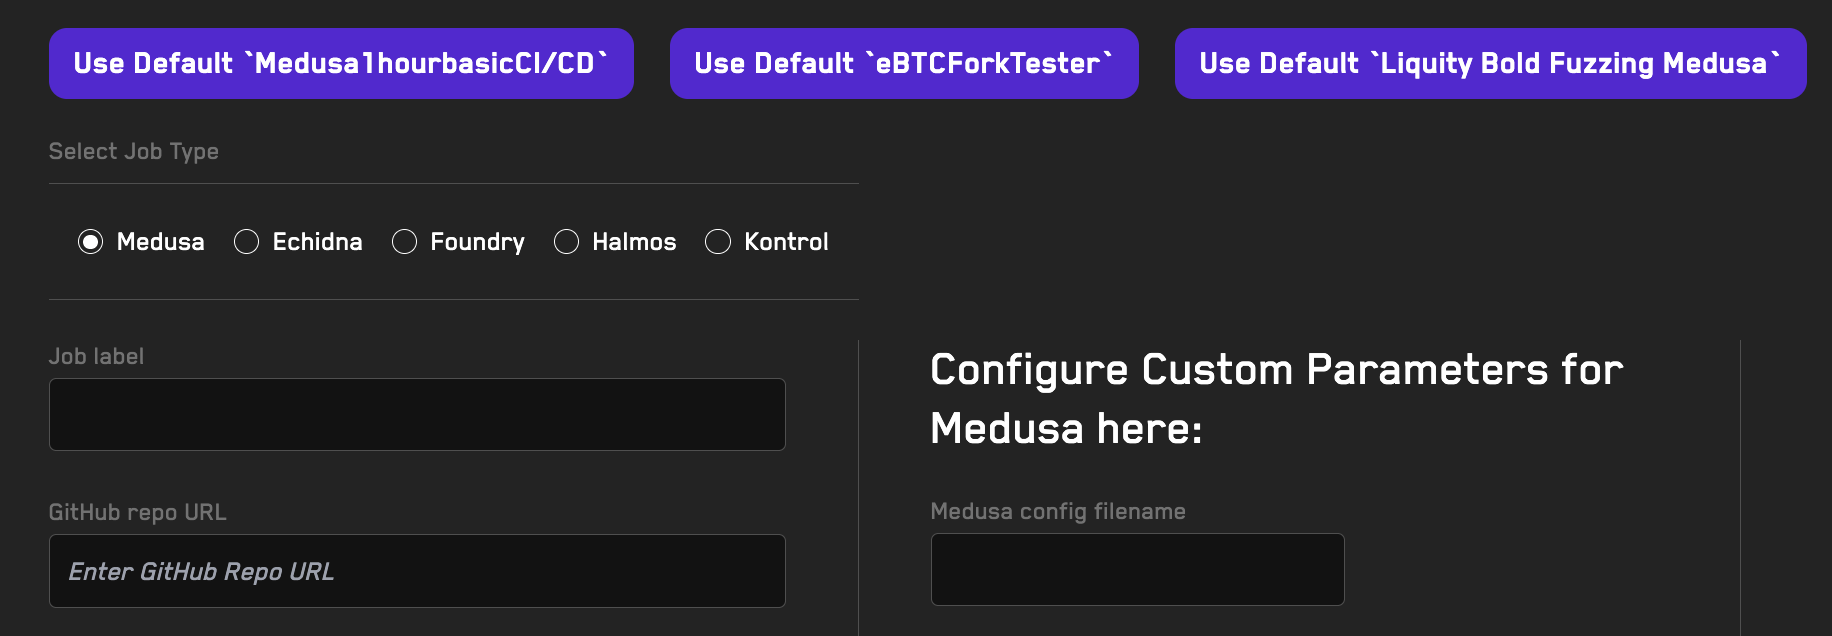 Use Default `Medusa1hourbasicCI/CD`
Use Default `eBTCForkTester`
Use Default `Liquity Bold Fuzzing Medusa`
Select Job Type
Medusa
Echidna
Foundry
Halmos
Kontrol
Job label
GitHub repo URL
Enter GitHub Repo URL
Configure Custom Parameters for
Medusa here:
Medusa config filename